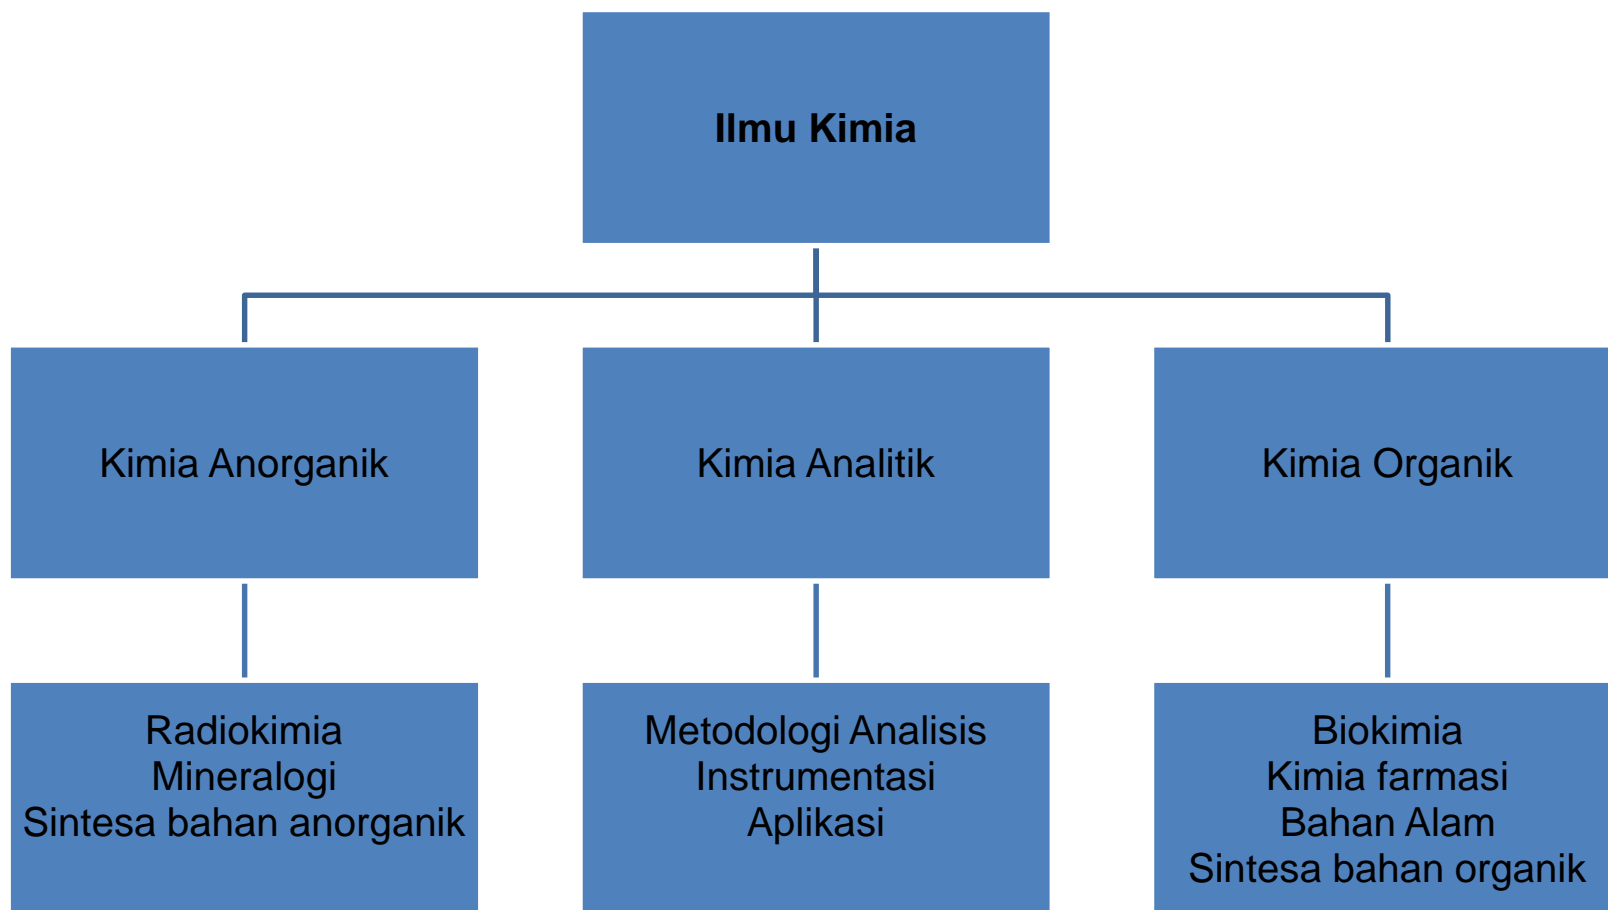 Ilmu Kimia
Kimia Anorganik
Kimia Analitik
Kimia Organik
Radiokimia
Mineralogi
Sintesa bahan anorganik
Metodologi Analisis
Instrumentasi
Aplikasi
Biokimia
Kimia farmasi
Bahan Alam
Sintesa bahan organik